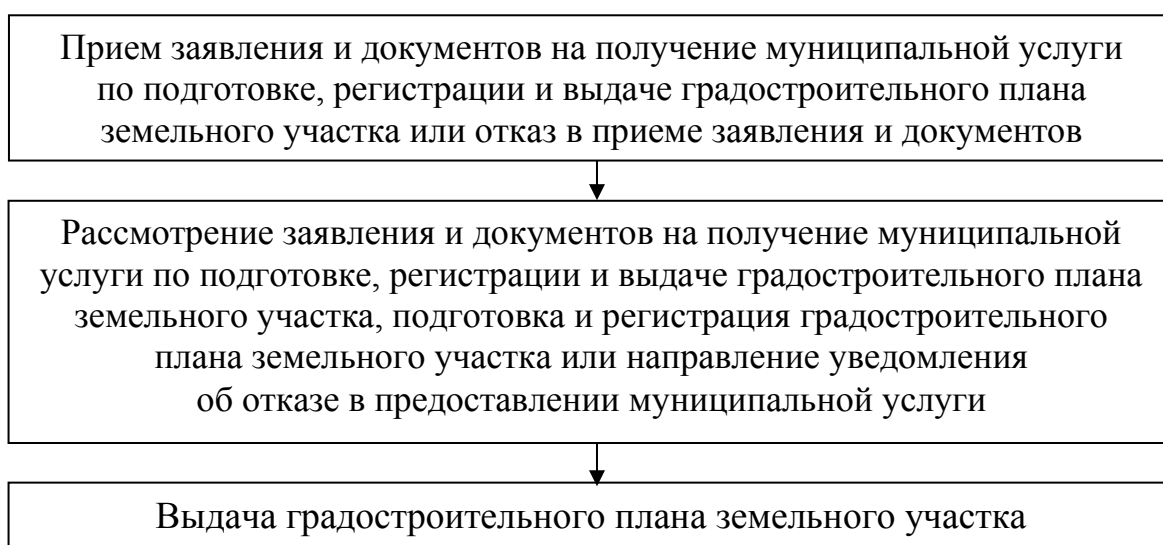 Прием заявления и документов на получение муниципальной услуги
по подготовке, регистрации и выдаче градостроительного плана
земельного участка или отказ в приеме заявления и документов
Рассмотрение заявления и документов на получение муниципальной
услуги по подготовке, регистрации и выдаче градостроительного плана
земельного участка, подготовка и регистрация градостроительного
плана земельного участка или направление уведомления
об отказе в предоставлении муниципальной услуги
Выдача градостроительного плана земельного участка